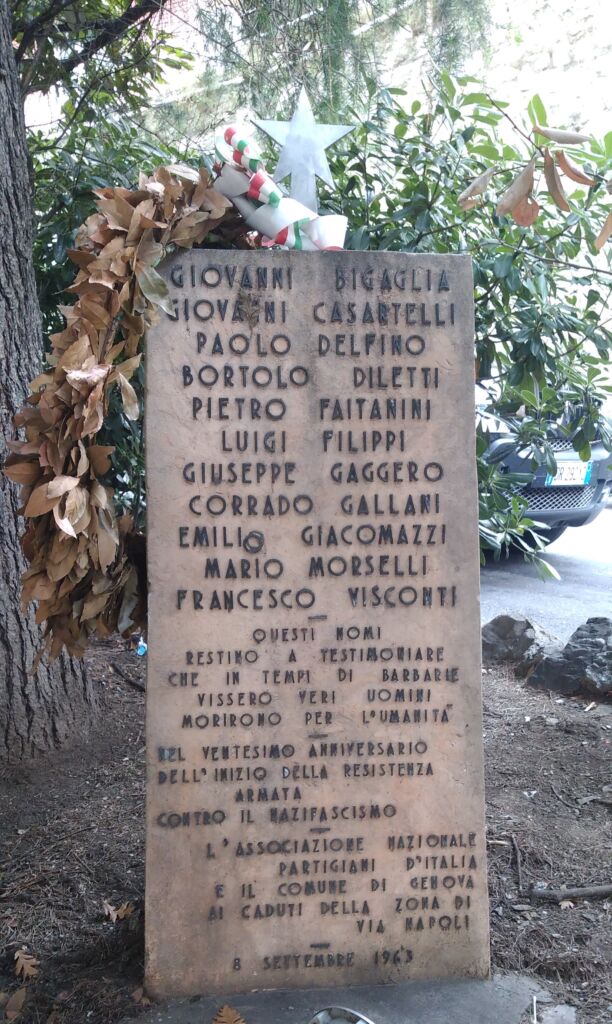 GIOVANNI BIGAGLIA
GIOVANNI CASARTELLI
PAOLO DELFINO
BORTOLO DILETTI
PIETRO FAITANINI
LUIGI FILIPPI
GIUSEPPE GAGGERO
CORRADO GALLANI
EMILIO GIACOMAZZI
MARIO MORSELLI
FRANCESCO VISCONTI
QUESTI NOMI
RESTINO A TESTIMONIARE
CHE IN TEMPI DI BARBARIE
VISSERO VERI UOMINI
MORIRONO PER L'UMANITA'
NEL VENTESIMO ANNIVERSARIO
DELL'INIZIO DELLA RESISTENZA
ARMATA
CONTRO IL NAZIFASCISMO
L'ASSOCIAZIONE NAZIONALE
PARTIGIANI D'ITALIA
E IL COMUNE DI GENOVA
AI CADUTI DELLA ZONA DI
VIA NAPOLI
8 SETTEMBRE 1963